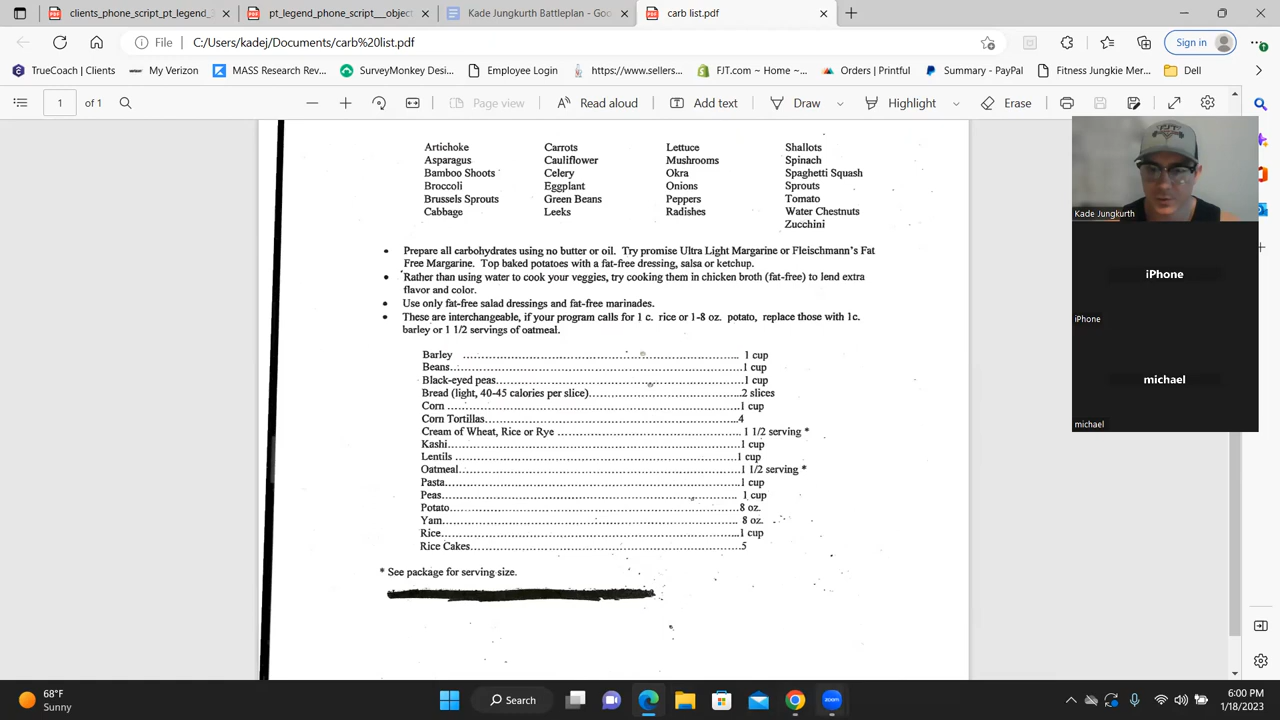 clients_phone_script_pt_legend_
pt_legend_phone_script__object
Kade Jungkurth Battleplan - Goo
carb list.pdf
File
C:/Users/kadej/Documents/carb%20list.pdf
Sign in
TrueCoach | Clients
My Verizon
MASS Research Rev...
SurveyMonkey Desi...
Employee Login
https://www.sellers...
FJT.com ~ Home ~...
Orders | Printful
Summary - PayPal
Fitness Jungkie Mer...
Dell
1 of 1
Page view
Read aloud
Add text
Draw
Highlight
Erase
Artichoke Carrots Lettuce Shallots
Asparagus Cauliflower Mushrooms Spinach
Bamboo Shoots Celery Okra Spaghetti Squash
Broccoli Eggplant Onions Sprouts
Brussels Sprouts Green Beans Peppers Tomato
Cabbage Leeks Radishes Water Chestnuts
Zucchini
• Prepare all carbohydrates using no butter or oil. Try promise Ultra Light Margarine or Fleischmann's Fat
Free Margarine. Top baked potatoes with a fat-free dressing, salsa or ketchup.
• Rather than using water to cook your veggies, try cooking them in chicken broth (fat-free) to lend extra
flavor and color.
• Use only fat-free salad dressings and fat-free marinades.
• These are interchangeable, if your program calls for 1 c. rice or 1-8 oz. potato, replace those with 1c.
barley or 1 1/2 servings of oatmeal.
Barley ........ 1 cup
Beans........1 cup
Black-eyed peas........1 cup
Bread (light, 40-45 calories per slice)........2 slices
Corn ........1 cup
Corn Tortillas........4
Cream of Wheat, Rice or Rye ........ 1 1/2 serving *
Kashi........1 cup
Lentils ........1 cup
Oatmeal........1 1/2 serving *
Pasta........1 cup
Peas........ 1 cup
Potato........8 oz.
Yam........ 8 oz.
Rice........1 cup
Rice Cakes........5
* See package for serving size.
Kade Jungkurth
iPhone
iPhone
michael
michael
68°F
Sunny
Search
zoom
6:00 PM
1/18/2023